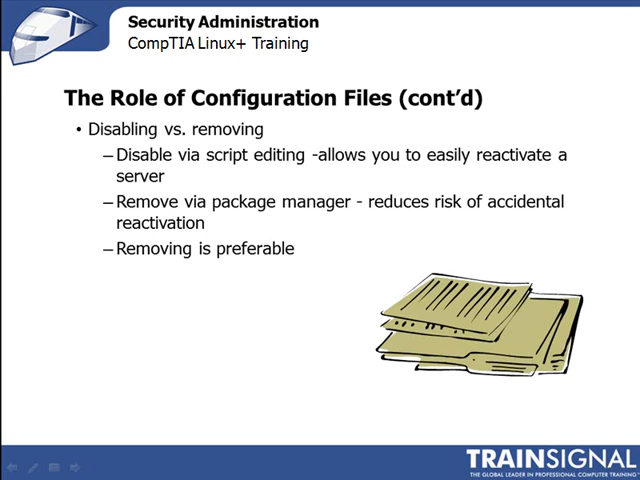 Security Administration
CompTIA Linux+ Training
The Role of Configuration Files (cont’d)
• Disabling vs. removing
– Disable via script editing -allows you to easily reactivate a
server
– Remove via package manager - reduces risk of accidental
reactivation
– Removing is preferable
TRAINSIGNAL
THE GLOBAL LEADER IN PROFESSIONAL COMPUTER TRAINING